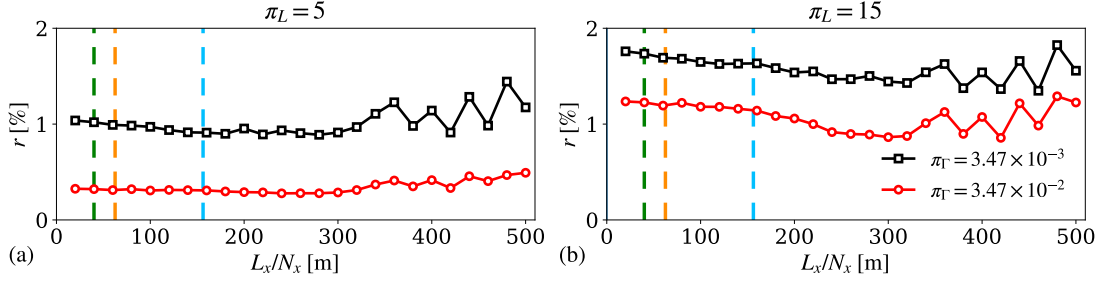 π_L = 5
π_L = 15
r [%]
2
1
0
0 100 200 300 400 500
L_x/N_x [m]
(a)
r [%]
2
1
0
π_Γ = 3.47 × 10⁻³
π_Γ = 3.47 × 10⁻²
0 100 200 300 400 500
L_x/N_x [m]
(b)